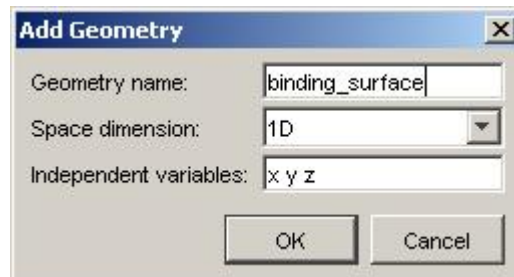 Add Geometry
Geometry name: binding_surface
Space dimension: 1D
Independent variables: x y z
OK Cancel